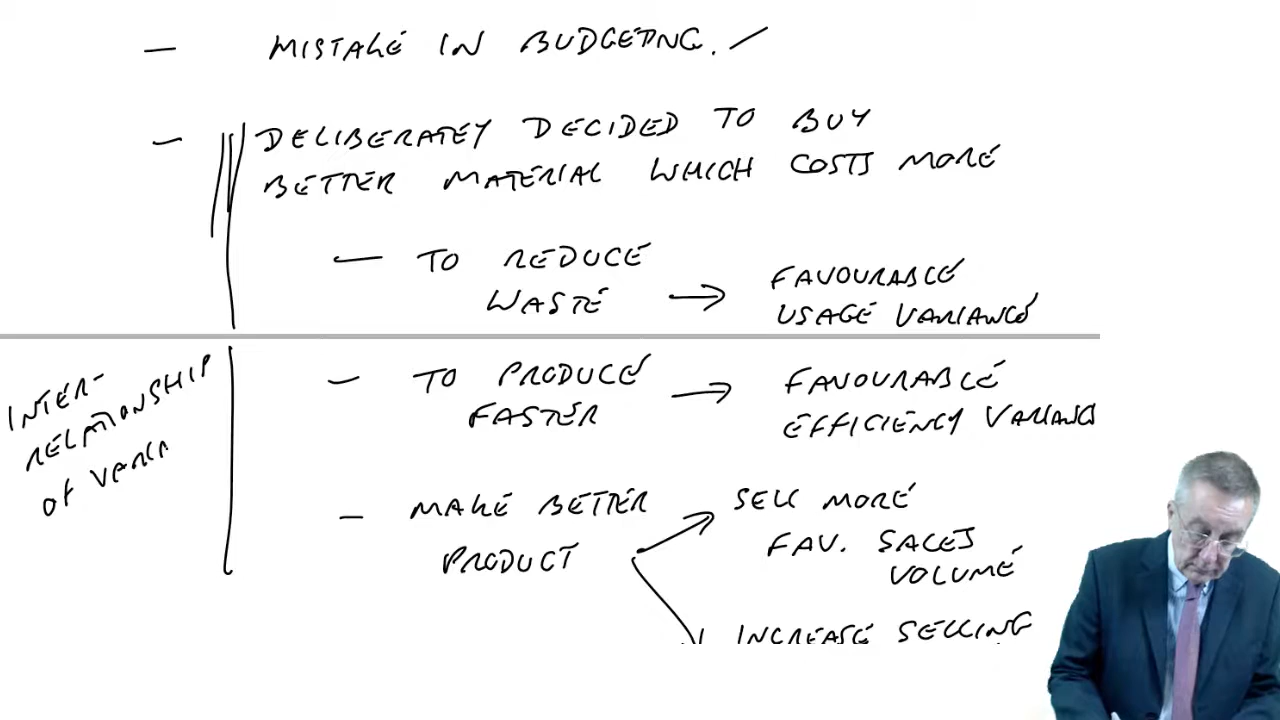 — MISTAKE IN BUDGETING.
— DELIBERATEY DECIDED TO BUY
BETTER MATERIAL WHICH COSTS MORE
— TO REDUCE
WASTE → FAVOURABLE
USAGE VARIANCE
INTER-
RELATIONSHIP
OF VARIA
— TO PRODUCE
FASTER → FAVOURABLE
EFFICIENCY VARIANCE
- MAKE BETTER
PRODUCT
SELL MORE
FAV. SALES
VOLUME
INCREASE SELLING